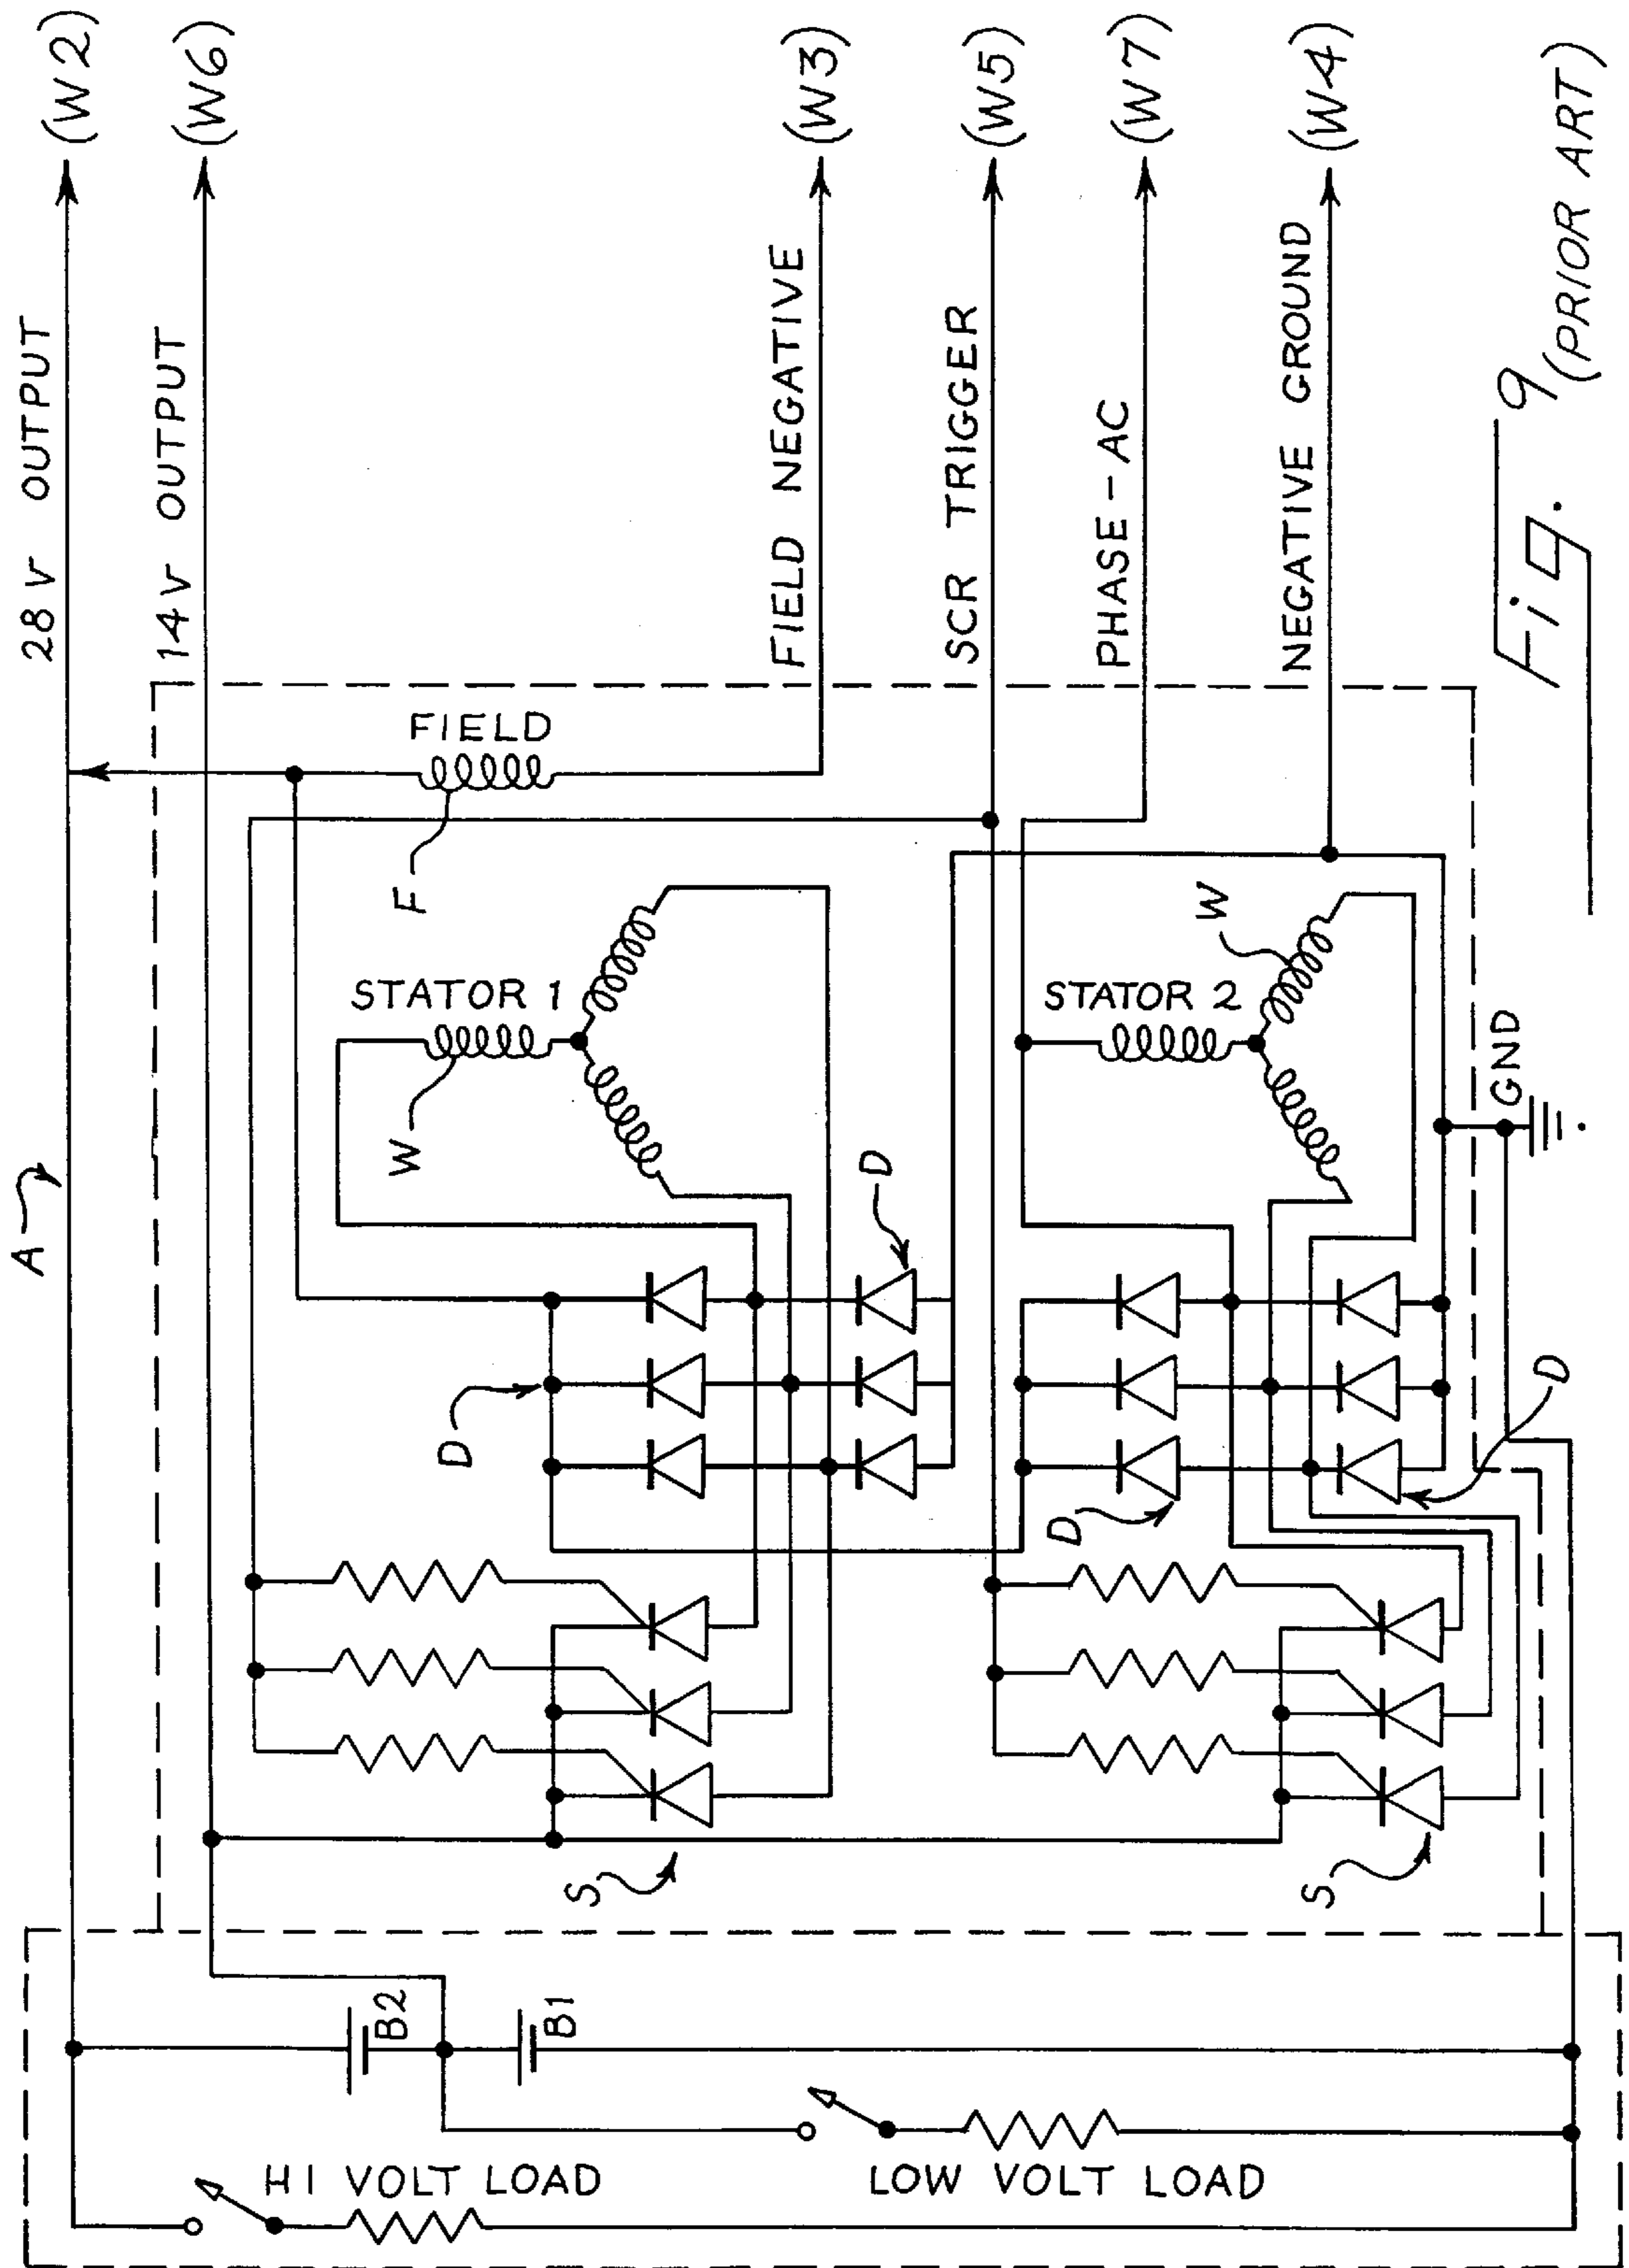 28 v OUTPUT
(W2)
14v OUTPUT
(W6)
A
FIELD
F
FIELD NEGATIVE
(W3)
SCR TRIGGER
(W5)
PHASE-AC
(W7)
NEGATIVE GROUND
(W4)
STATOR 1
W
D
D
STATOR 2
W
D
D
GND
S
S
B2
B1
HI VOLT LOAD
LOW VOLT LOAD
Fig. 9
(PRIOR ART)